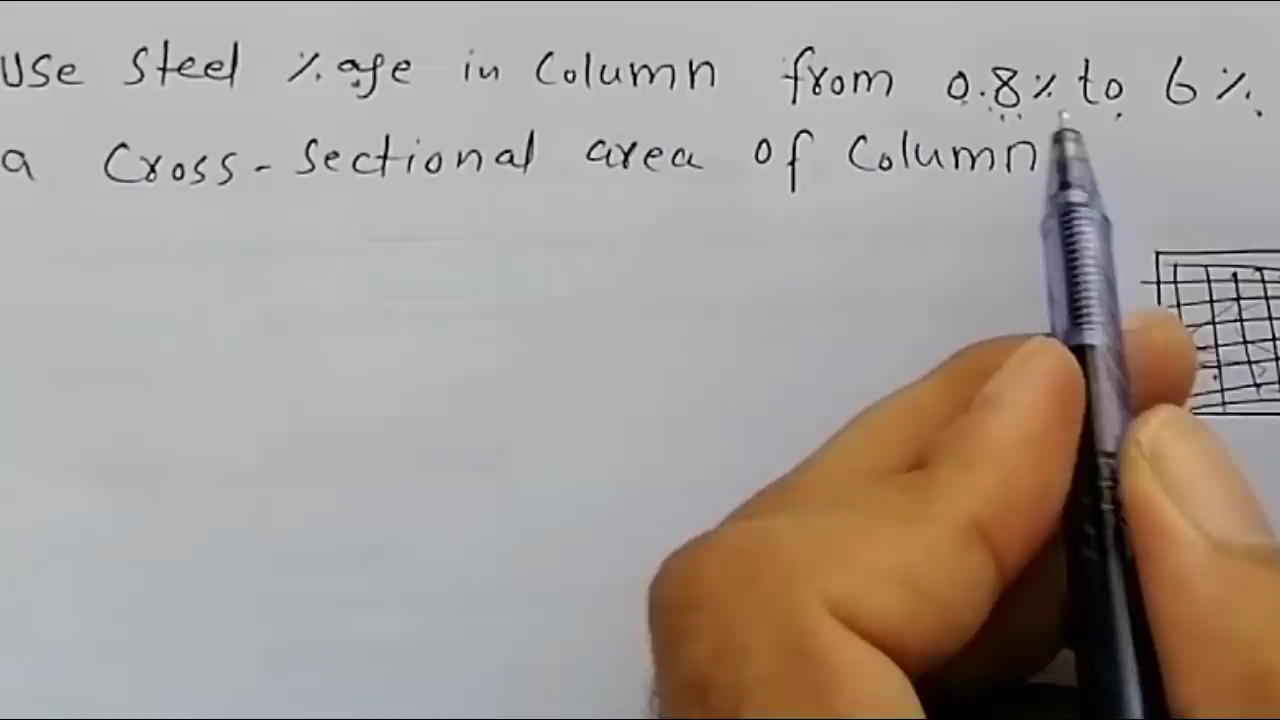 Use Steel %age in Column from 0.8% to 6%.
a Cross-Sectional area of Column